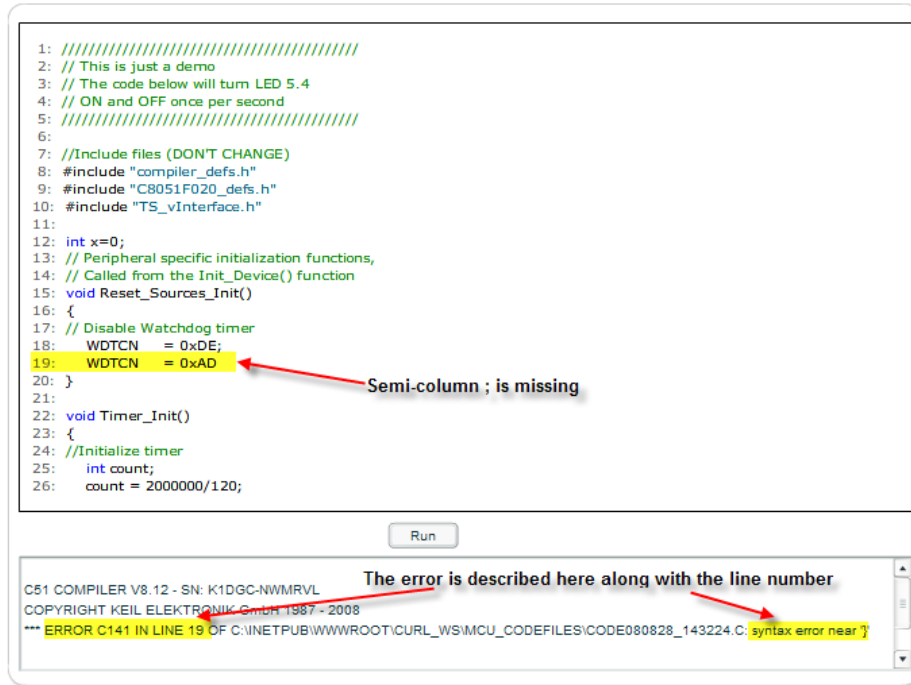 1: ////////////////////////////////////////////
2: // This is just a demo
3: // The code below will turn LED 5.4
4: // ON and OFF once per second
5: ////////////////////////////////////////////
6:
7: //Include files (DON'T CHANGE)
8: #include "compiler_defs.h"
9: #include "C8051F020_defs.h"
10: #include "TS_vInterface.h"
11:
12: int x=0;
13: // Peripheral specific initialization functions,
14: // Called from the Init_Device() function
15: void Reset_Sources_Init()
16: {
17: // Disable Watchdog timer
18: WDTCN = 0xDE;
19: WDTCN = 0xAD
20: }
Semi-column ; is missing
21:
22: void Timer_Init()
23: {
24: //Initialize timer
25: int count;
26: count = 2000000/120;
Run
The error is described here along with the line number
C51 COMPILER V8.12 - SN: K1DGC-NWMRVL
COPYRIGHT KEIL ELEKTRONIK GmbH 1987 - 2008
*** ERROR C141 IN LINE 19 OF C:\INETPUB\WWWROOT\CURL_WS\MCU_CODEFILES\CODE080828_143224.C: syntax error near '}'